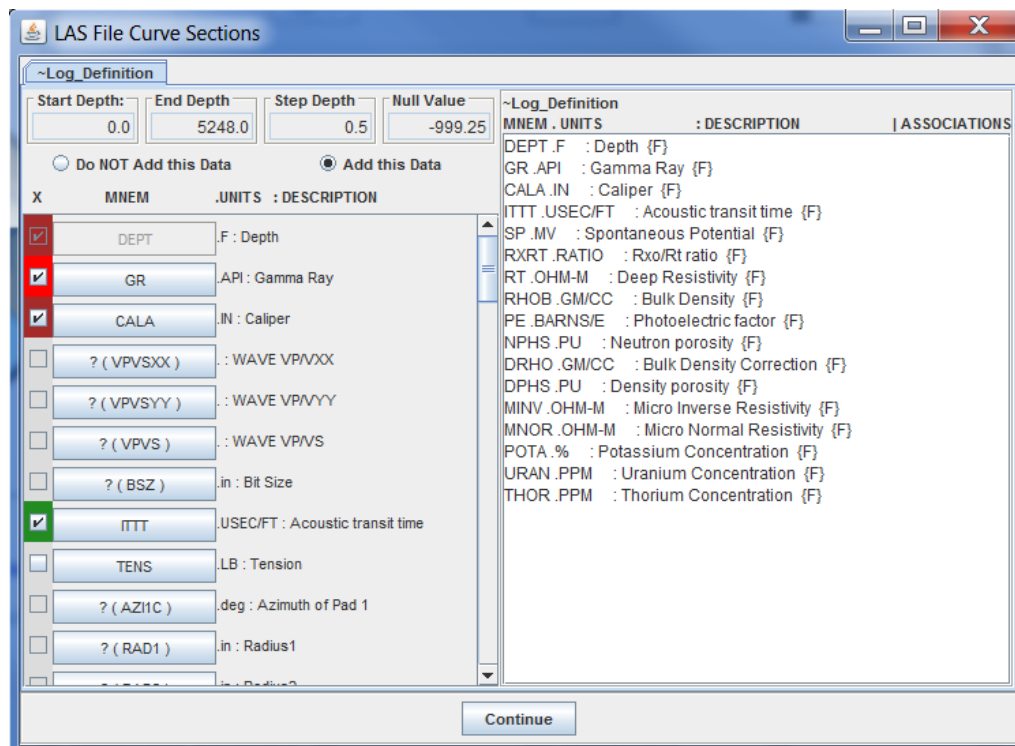 LAS File Curve Sections
~Log_Definition
Start Depth: End Depth Step Depth Null Value
0.0 5248.0 0.5 -999.25
Do NOT Add this Data Add this Data
X MNEM .UNITS : DESCRIPTION
DEPT .F : Depth
GR .API : Gamma Ray
CALA .IN : Caliper
? ( VPVSXX ) . : WAVE VP/VXX
? ( VPVSYY ) . : WAVE VP/VYY
? ( VPVS ) . : WAVE VP/VS
? ( BSZ ) .in : Bit Size
ITTT .USEC/FT : Acoustic transit time
TENS .LB : Tension
? ( AZI1C ) .deg : Azimuth of Pad 1
? ( RAD1 ) .in : Radius1
~Log_Definition
MNEM . UNITS : DESCRIPTION | ASSOCIATIONS
DEPT .F : Depth {F}
GR .API : Gamma Ray {F}
CALA .IN : Caliper {F}
ITTT .USEC/FT : Acoustic transit time {F}
SP .MV : Spontaneous Potential {F}
RXRT .RATIO : Rxo/Rt ratio {F}
RT .OHM-M : Deep Resistivity {F}
RHOB .GM/CC : Bulk Density {F}
PE .BARNS/E : Photoelectric factor {F}
NPHS .PU : Neutron porosity {F}
DRHO .GM/CC : Bulk Density Correction {F}
DPHS .PU : Density porosity {F}
MINV .OHM-M : Micro Inverse Resistivity {F}
MNOR .OHM-M : Micro Normal Resistivity {F}
POTA .% : Potassium Concentration {F}
URAN .PPM : Uranium Concentration {F}
THOR .PPM : Thorium Concentration {F}
Continue